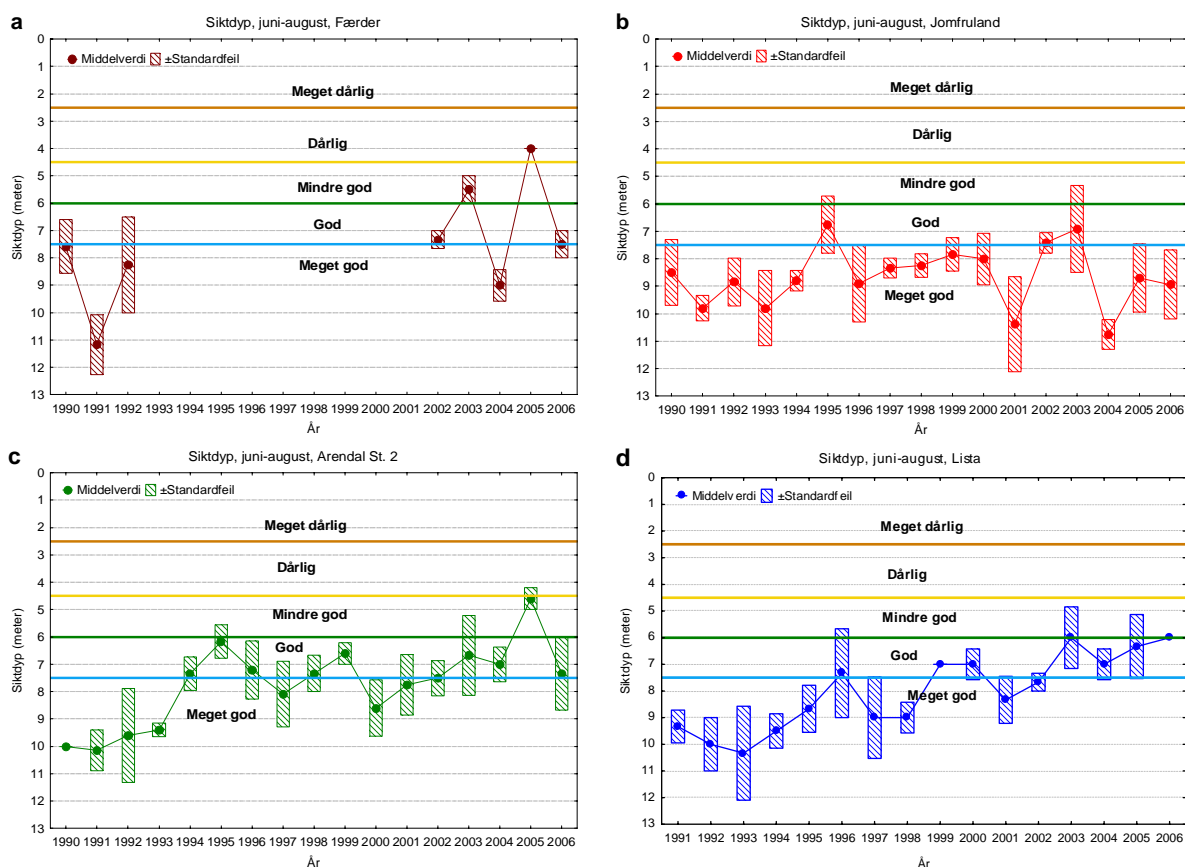 a
Siktdyp, juni-august, Færder
0
1
2
3
4
5
6
7
8
9
10
11
12
13
Siktdyp (meter)
Middelverdi ±Standardfeil
Meget dårlig
Dårlig
Mindre god
God
Meget god
1990 1991 1992 1993 1994 1995 1996 1997 1998 1999 2000 2001 2002 2003 2004 2005 2006
År
b
Siktdyp, juni-august, Jomfruland
0
1
2
3
4
5
6
7
8
9
10
11
12
13
Siktdyp (meter)
Middelverdi ±Standardfeil
Meget dårlig
Dårlig
Mindre god
God
Meget god
1990 1991 1992 1993 1994 1995 1996 1997 1998 1999 2000 2001 2002 2003 2004 2005 2006
År
c
Siktdyp, juni-august, Arendal St. 2
0
1
2
3
4
5
6
7
8
9
10
11
12
13
Siktdyp (meter)
Middelverdi ±Standardfeil
Meget dårlig
Dårlig
Mindre god
God
Meget god
1990 1991 1992 1993 1994 1995 1996 1997 1998 1999 2000 2001 2002 2003 2004 2005 2006
År
d
Siktdyp, juni-august, Lista
0
1
2
3
4
5
6
7
8
9
10
11
12
13
Siktdyp (meter)
Middelverdi ±Standardfeil
Meget dårlig
Dårlig
Mindre god
God
Meget god
1991 1992 1993 1994 1995 1996 1997 1998 1999 2000 2001 2002 2003 2004 2005 2006
År